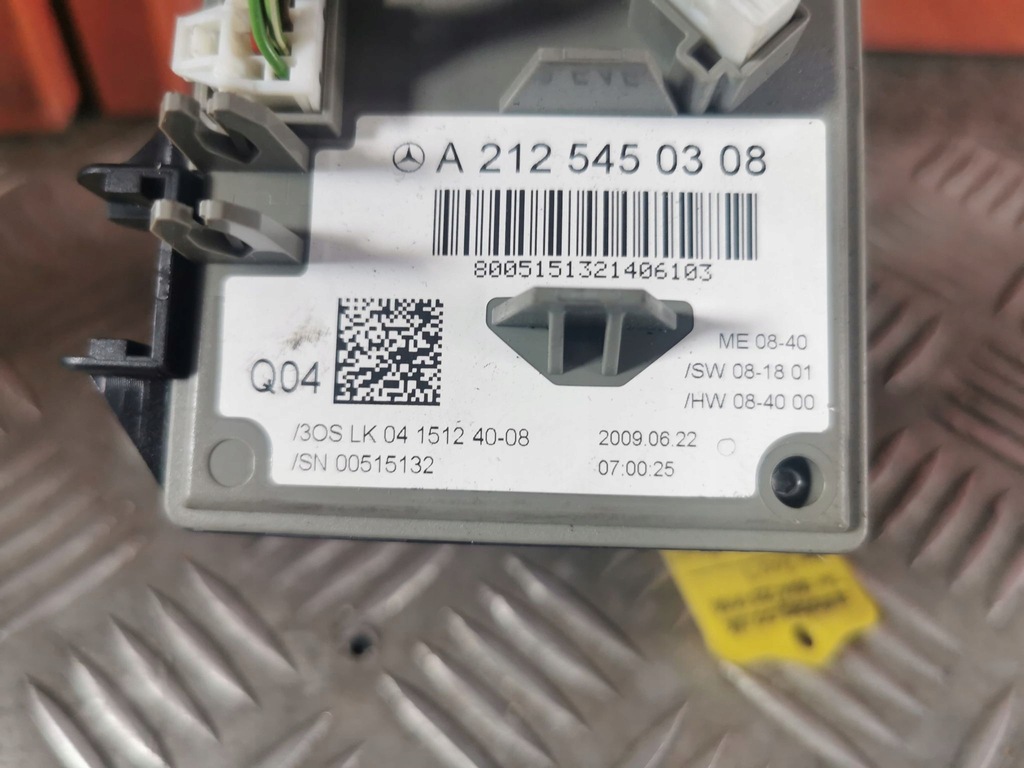 A 212 545 03 08
8005151321406103
ME 08-40
/SW 08-18 01
/HW 08-40 00
Q04
/3OS LK 04 1512 40-08
/SN 00515132
2009.06.22
07:00:25